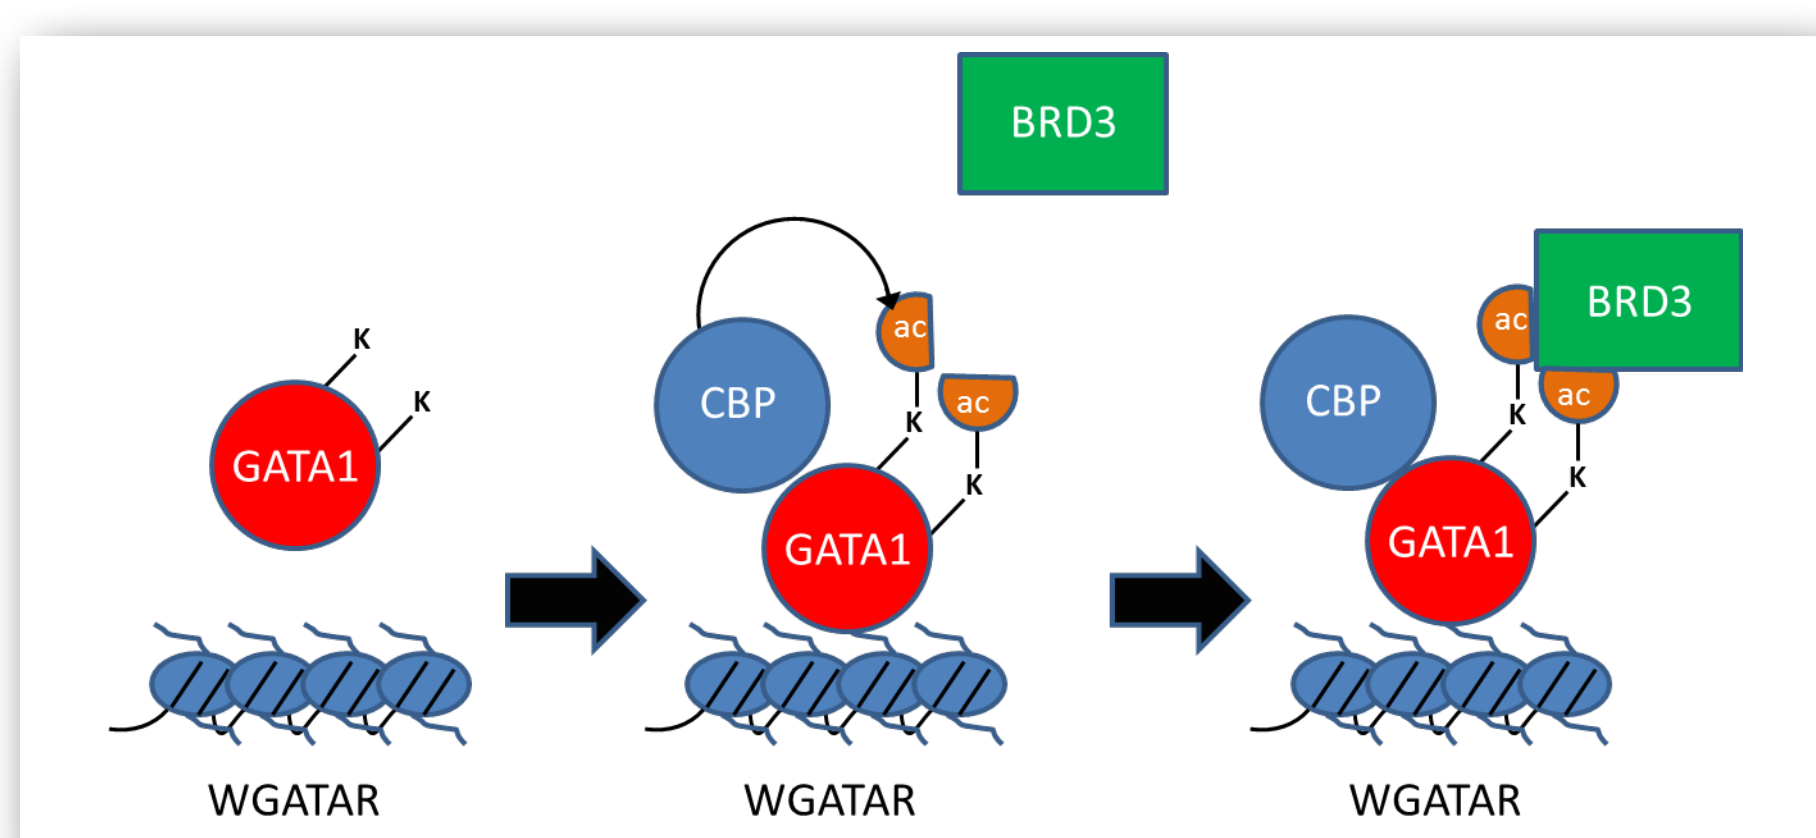 K
K
GATA1
WGATAR
BRD3
CBP
ac
ac
K
K
GATA1
WGATAR
BRD3
CBP
ac
ac
K
K
GATA1
WGATAR